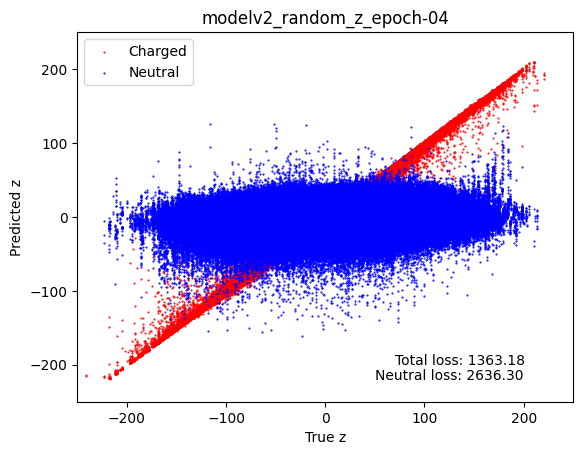 modelv2_random_z_epoch-04
Charged
Neutral
Predicted z
200
100
0
−100
−200
Total loss: 1363.18
Neutral loss: 2636.30
−200
−100
0
100
200
True z